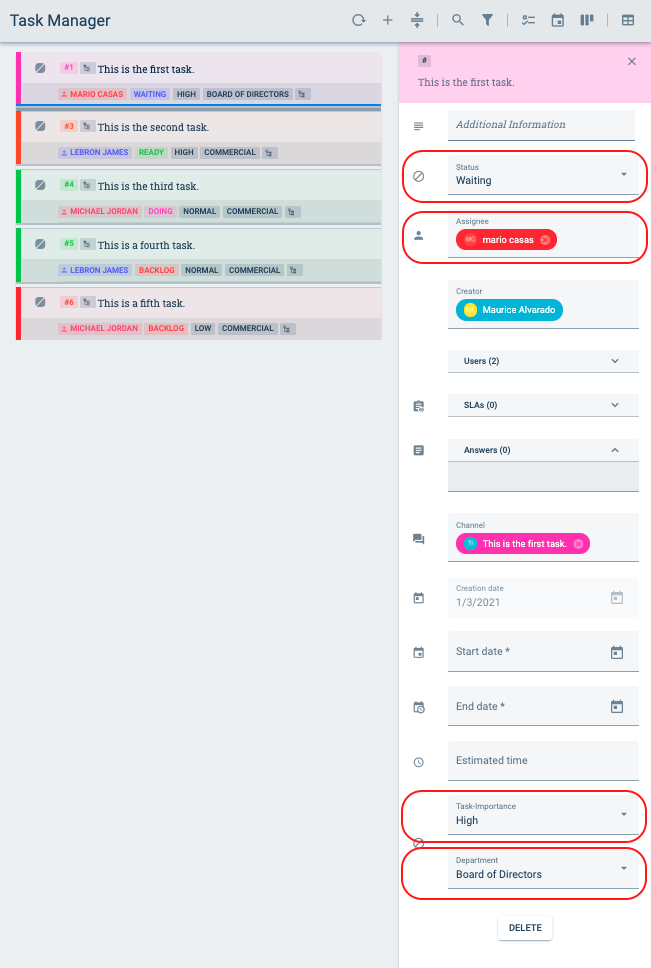 Task Manager
#1 This is the first task.
MARIO CASAS WAITING HIGH BOARD OF DIRECTORS
#3 This is the second task.
LEBRON JAMES READY HIGH COMMERCIAL
#4 This is the third task.
MICHAEL JORDAN DOING NORMAL COMMERCIAL
#5 This is a fourth task.
LEBRON JAMES BACKLOG NORMAL COMMERCIAL
#6 This is a fifth task.
MICHAEL JORDAN BACKLOG LOW COMMERCIAL
#
This is the first task.
Additional Information
Status
Waiting
Assignee
MC mario casas
Creator
Maurice Alvarado
Users (2)
SLAs (0)
Answers (0)
Channel
TI This is the first task.
Creation date
1/3/2021
Start date *
End date *
Estimated time
Task-Importance
High
Department
Board of Directors
DELETE